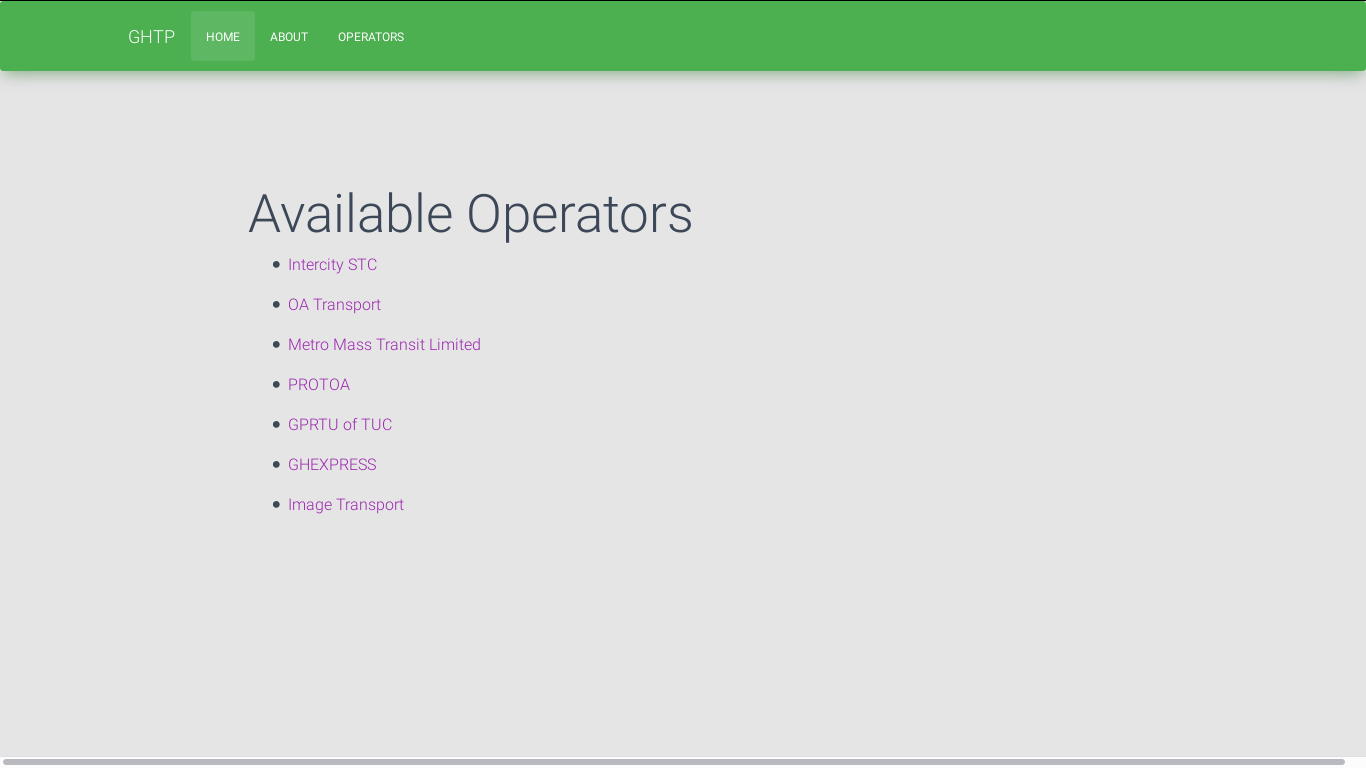 GHTP HOME ABOUT OPERATORS
Available Operators
Intercity STC
OA Transport
Metro Mass Transit Limited
PROTOA
GPRTU of TUC
GHEXPRESS
Image Transport